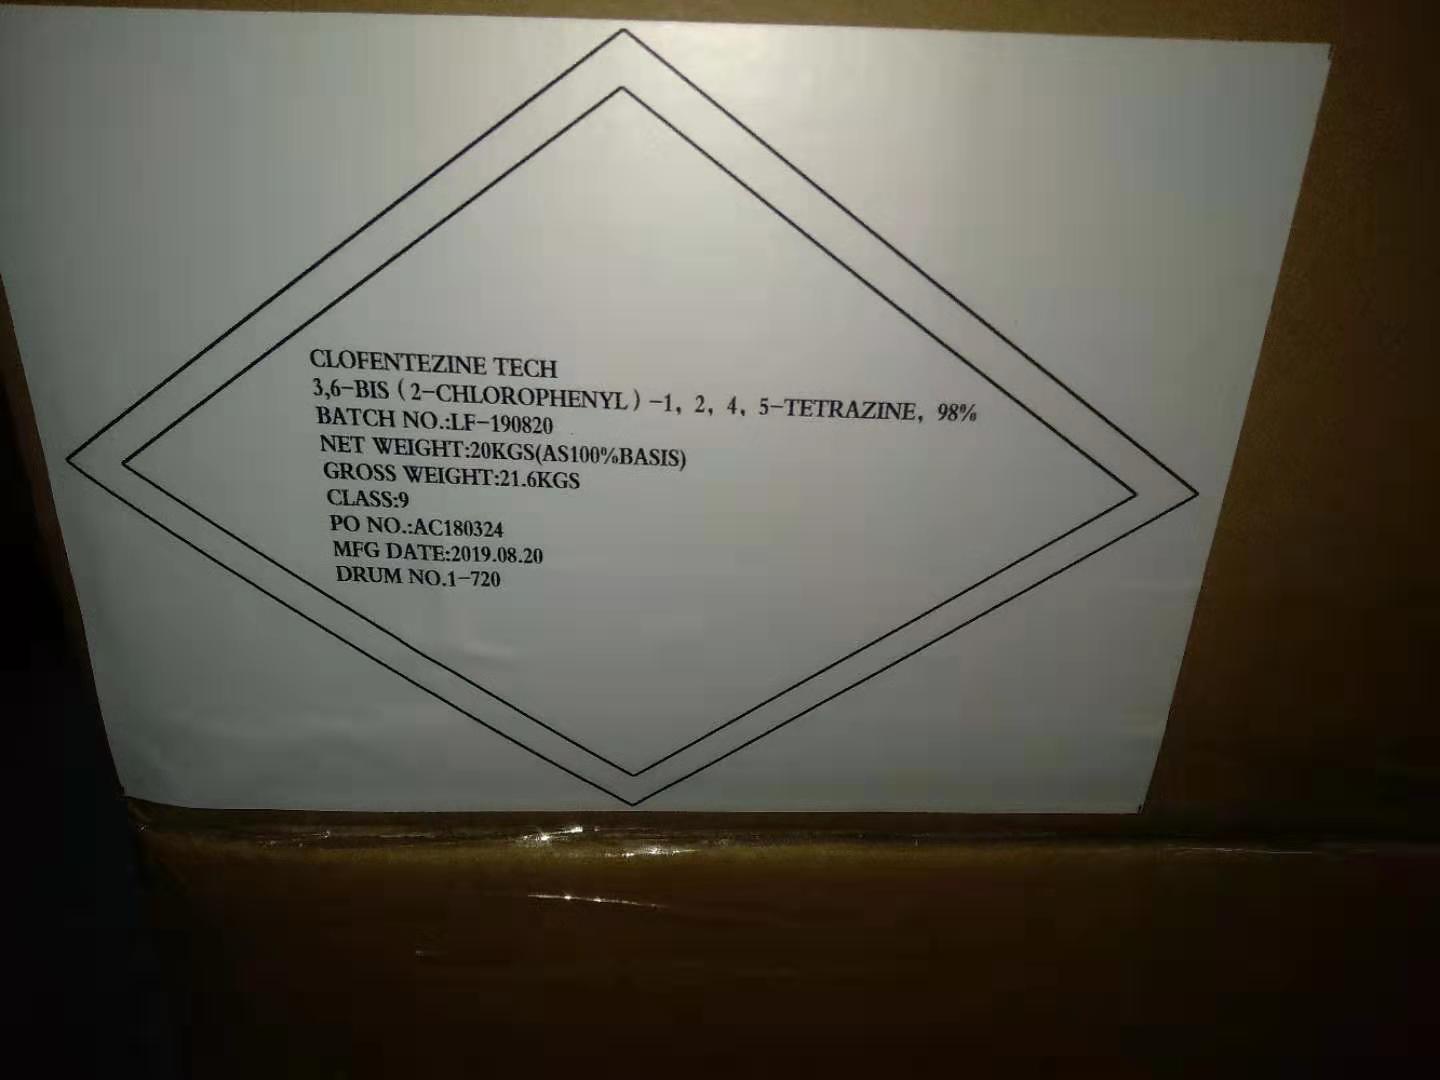 CLOFENTEZINE TECH
3,6-BIS（2-CHLOROPHENYL）-1, 2, 4, 5-TETRAZINE, 98%
BATCH NO.:LF-190820
NET WEIGHT:20KGS(AS100%BASIS)
GROSS WEIGHT:21.6KGS
CLASS:9
PO NO.:AC180324
MFG DATE:2019.08.20
DRUM NO.1-720